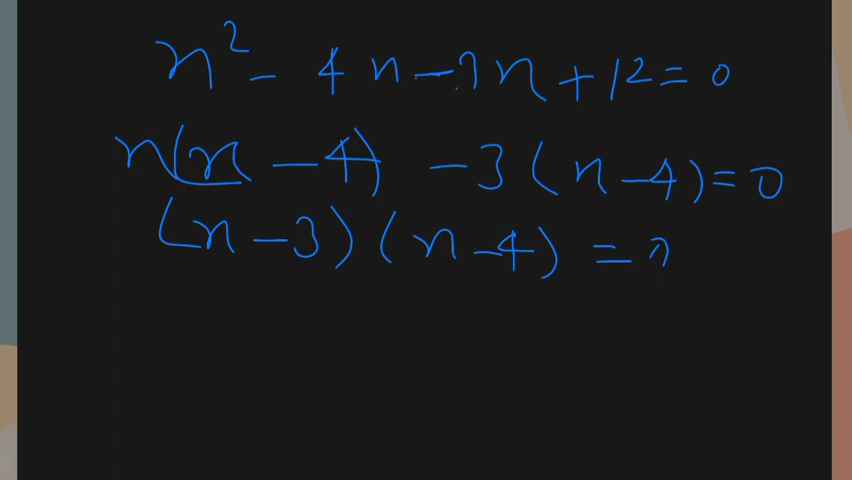 n² - 4n - 3n + 12 = 0
n(n - 4) - 3(n - 4) = 0
(n - 3)(n - 4) =